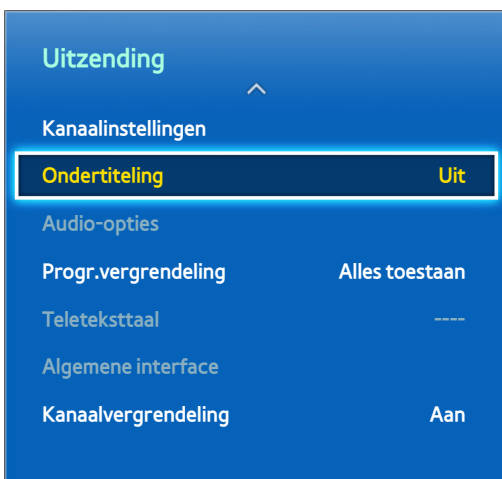 Uitzending
Kanaalinstellingen
Ondertiteling Uit
Audio-opties
Progr.vergrendeling Alles toestaan
Teleteksttaal ----
Algemene interface
Kanaalvergrendeling Aan